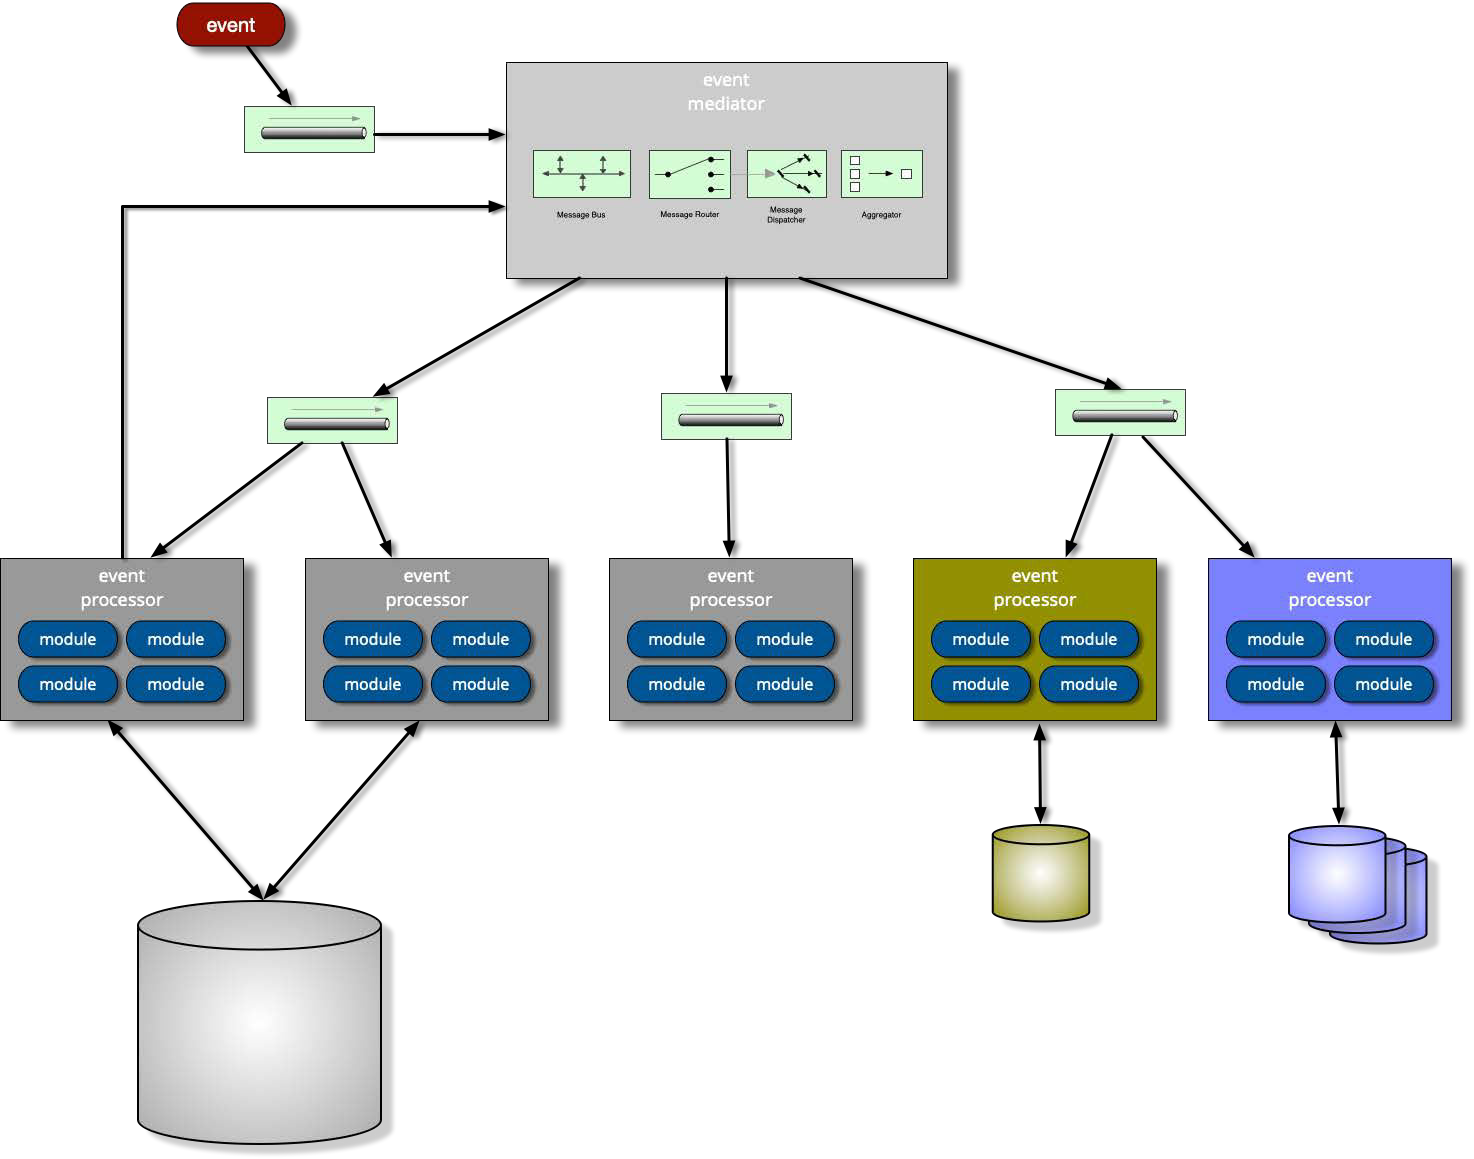 event
event
mediator
Message Bus
Message Router
Message
Dispatcher
Aggregator
event
processor
module module
module module
event
processor
module module
module module
event
processor
module module
module module
event
processor
module module
module module
event
processor
module module
module module